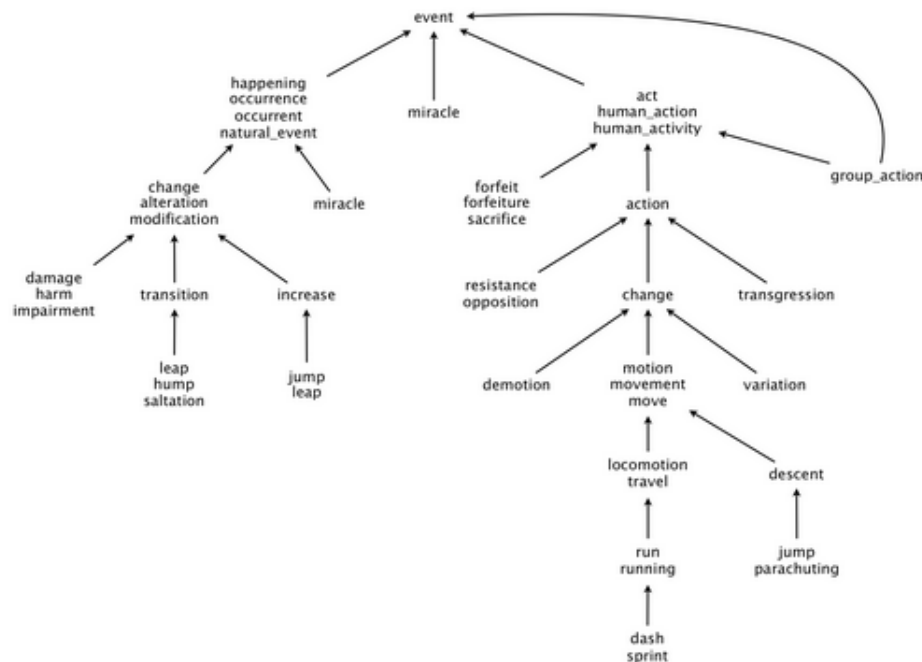 event
happening
occurrence
occurrent
natural_event
miracle
act
human_action
human_activity
group_action
change
alteration
modification
miracle
forfeit
forfeiture
sacrifice
action
damage
harm
impairment
transition
increase
resistance
opposition
change
transgression
leap
hump
saltation
jump
leap
demotion
motion
movement
move
variation
locomotion
travel
descent
run
running
jump
parachuting
dash
sprint